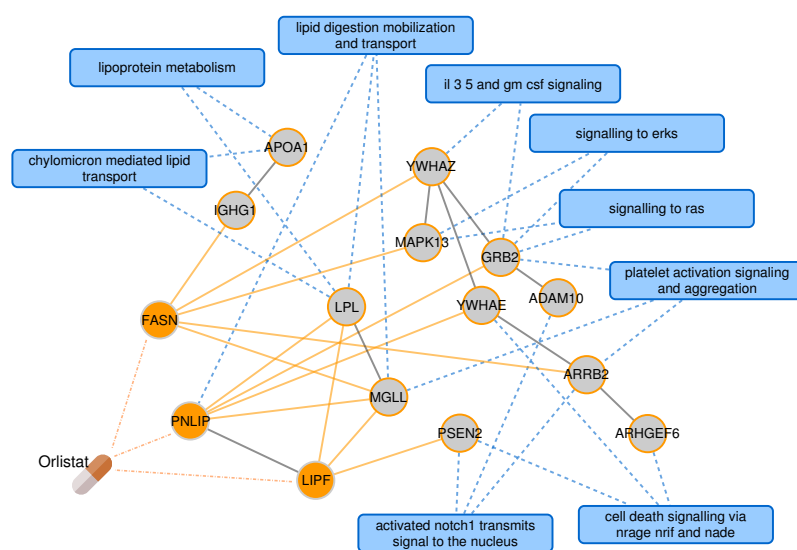 lipid digestion mobilization
and transport
lipoprotein metabolism
il 3 5 and gm csf signaling
signalling to erks
APOA1
chylomicron mediated lipid
transport
YWHAZ
signalling to ras
IGHG1
MAPK13
GRB2
platelet activation signaling
and aggregation
ADAM10
LPL
YWHAE
FASN
ARRB2
MGLL
PNLIP
PSEN2
ARHGEF6
Orlistat
LIPF
activated notch1 transmits
signal to the nucleus
cell death signalling via
nrage nrif and nade